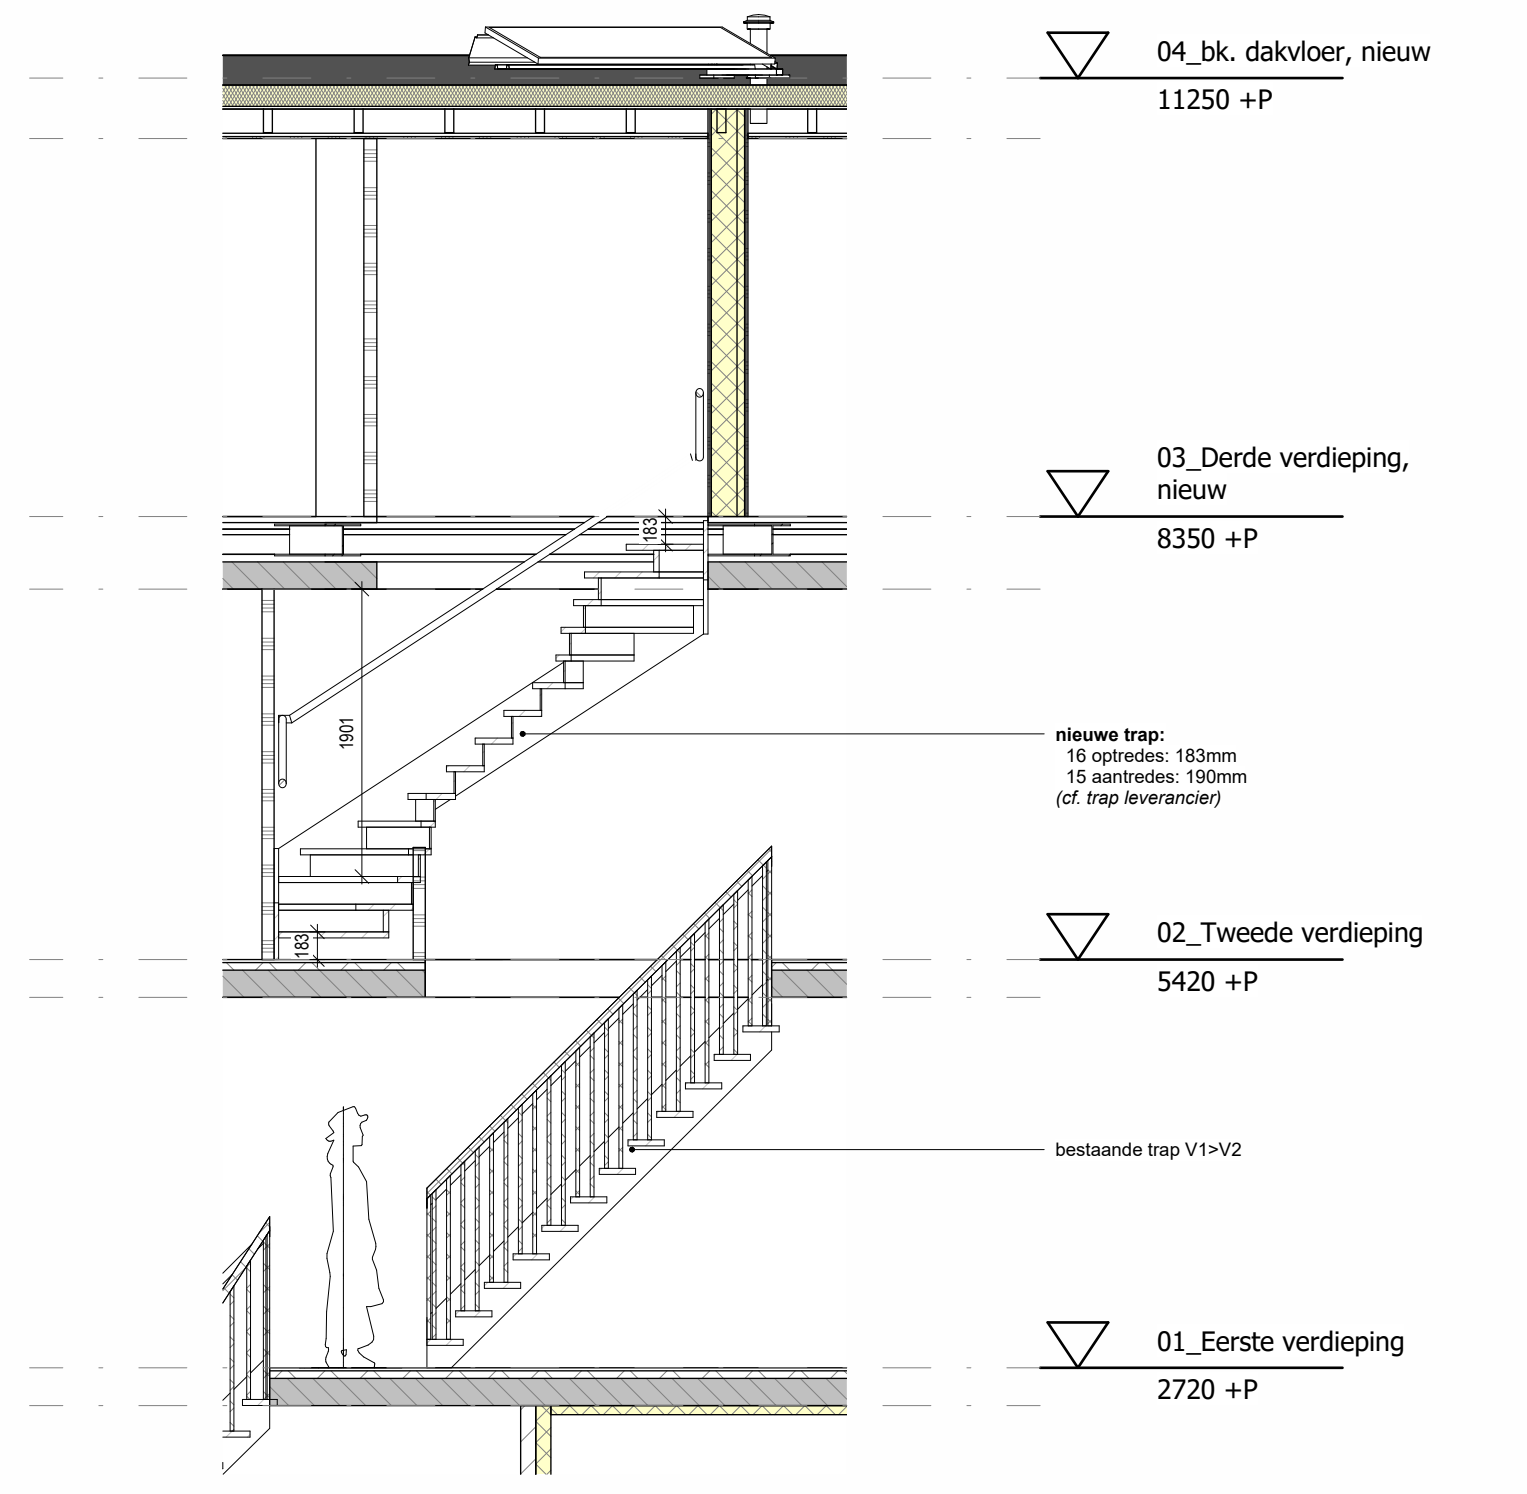 04_bk. dakvloer, nieuw
11250 +P
03_Derde verdieping,
nieuw
8350 +P
183
1901
nieuwe trap:
16 optredes: 183mm
15 aantredes: 190mm
(cf. trap leverancier)
183
02_Tweede verdieping
5420 +P
bestaande trap V1>V2
01_Eerste verdieping
2720 +P